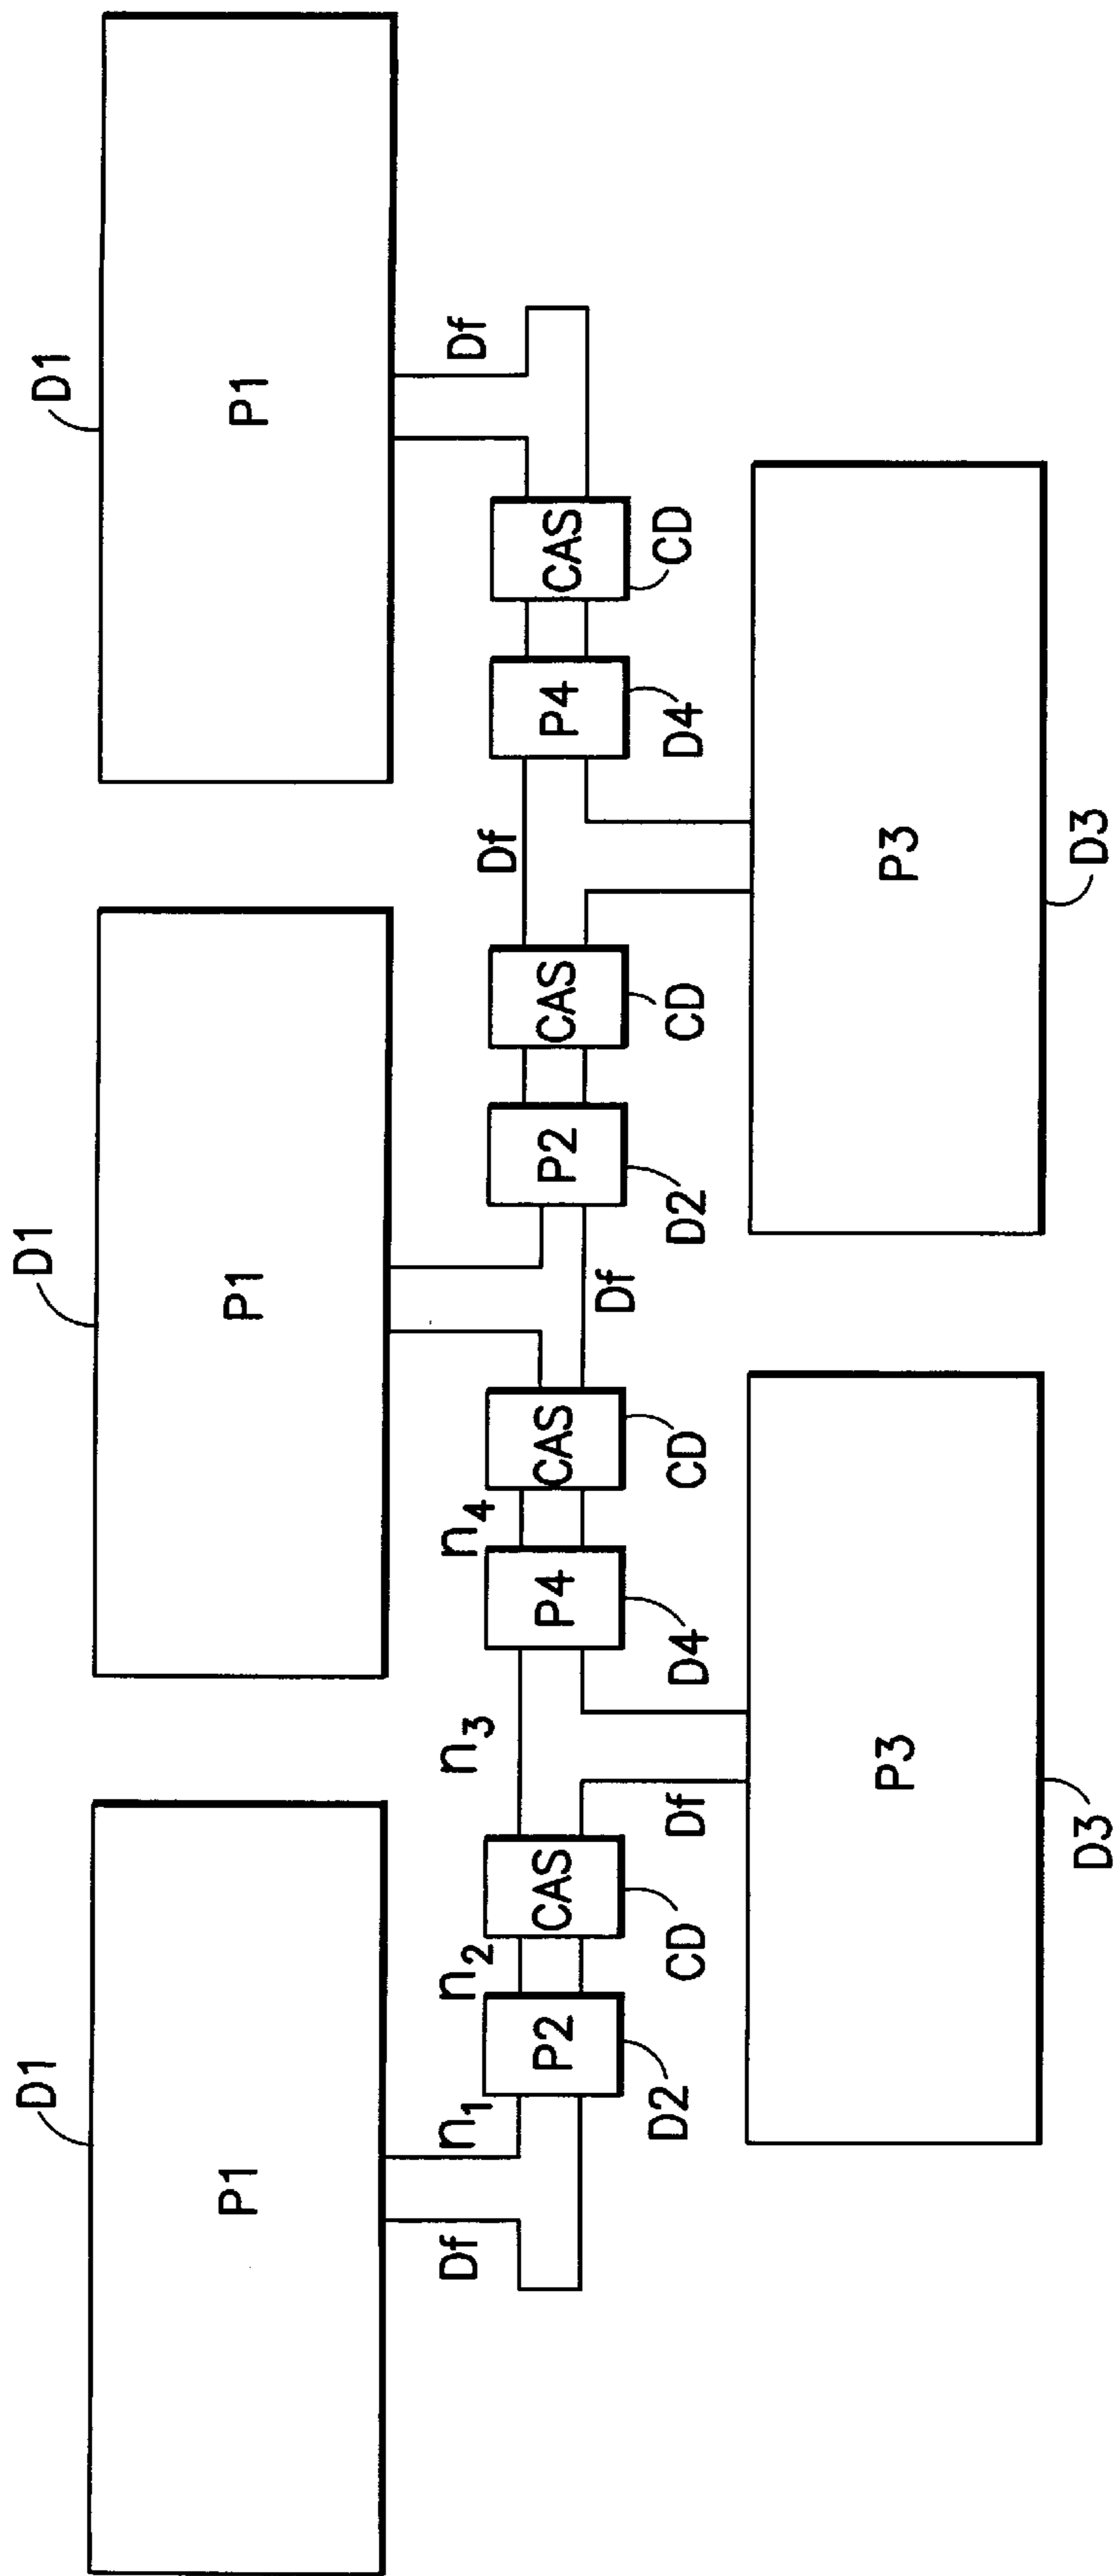 D1
D1
D1
P1
P1
P1
Df
n1
n2
n3
n4
Df
Df
P2
CAS
P4
CAS
P2
CAS
P4
CAS
D2
CD
Df
D4
CD
Df
D2
CD
D4
CD
P3
P3
D3
D3